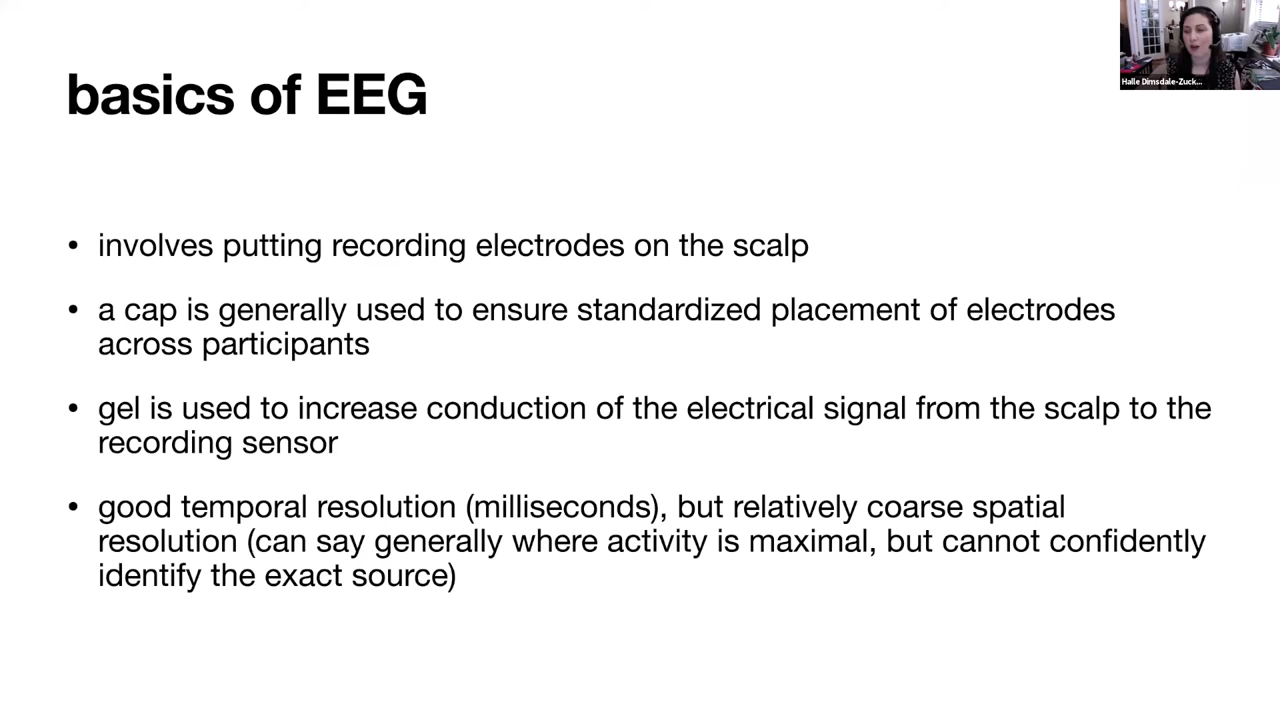 Halle Dimsdale-Zuck...
basics of EEG
• involves putting recording electrodes on the scalp
• a cap is generally used to ensure standardized placement of electrodes
across participants
• gel is used to increase conduction of the electrical signal from the scalp to the
recording sensor
• good temporal resolution (milliseconds), but relatively coarse spatial
resolution (can say generally where activity is maximal, but cannot confidently
identify the exact source)